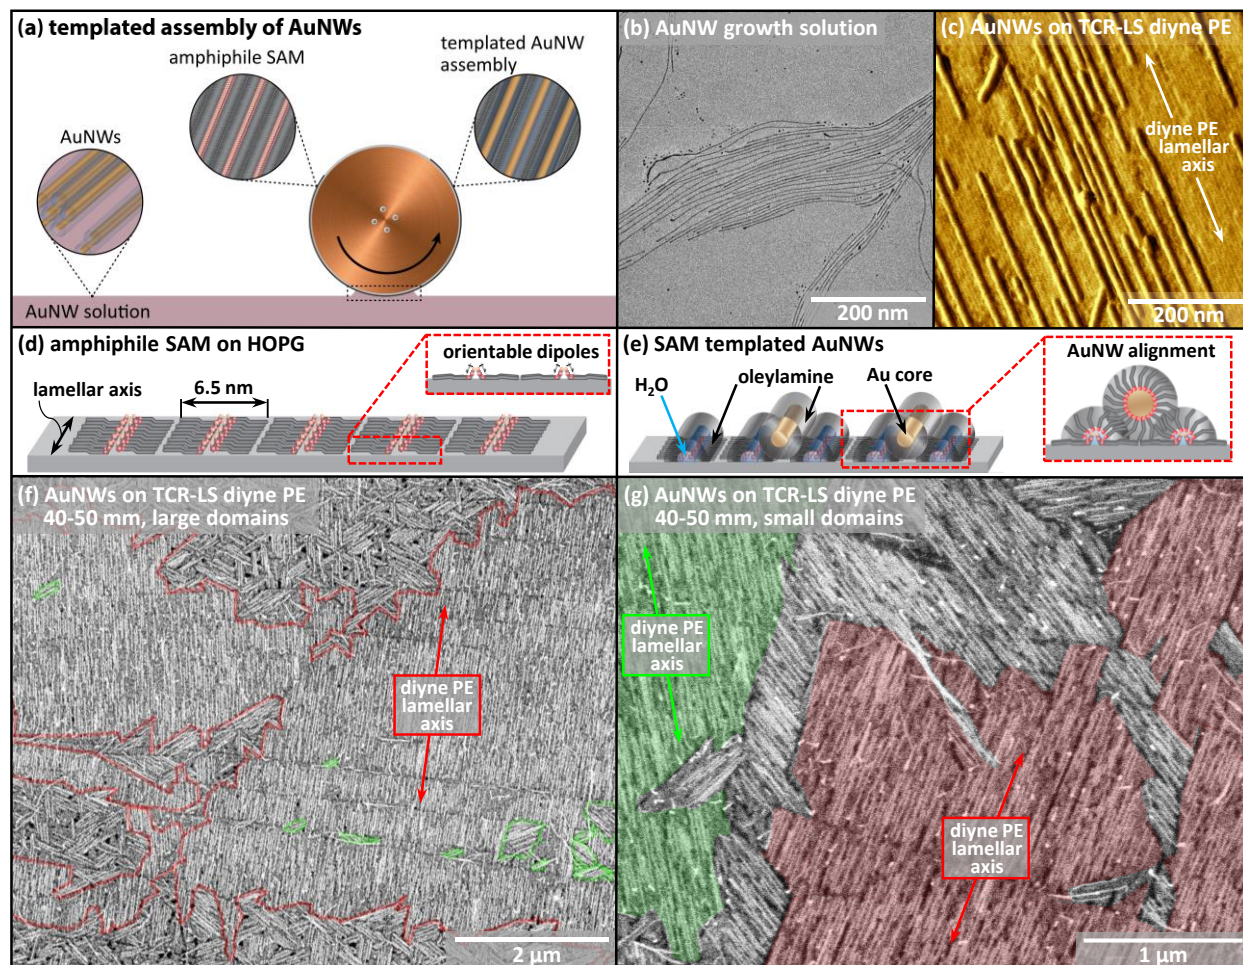 (a) templated assembly of AuNWs
amphiphile SAM
templated AuNW
assembly
AuNWs
AuNW solution
(b) AuNW growth solution
200 nm
(c) AuNWs on TCR-LS diyne PE
diyne PE
lamellar
axis
200 nm
(d) amphiphile SAM on HOPG
orientable dipoles
lamellar axis
6.5 nm
(e) SAM templated AuNWs
AuNW alignment
H₂O
oleylamine
Au core
(f) AuNWs on TCR-LS diyne PE
40-50 mm, large domains
diyne PE
lamellar
axis
2 µm
(g) AuNWs on TCR-LS diyne PE
40-50 mm, small domains
diyne PE
lamellar
axis
diyne PE
lamellar
axis
1 µm